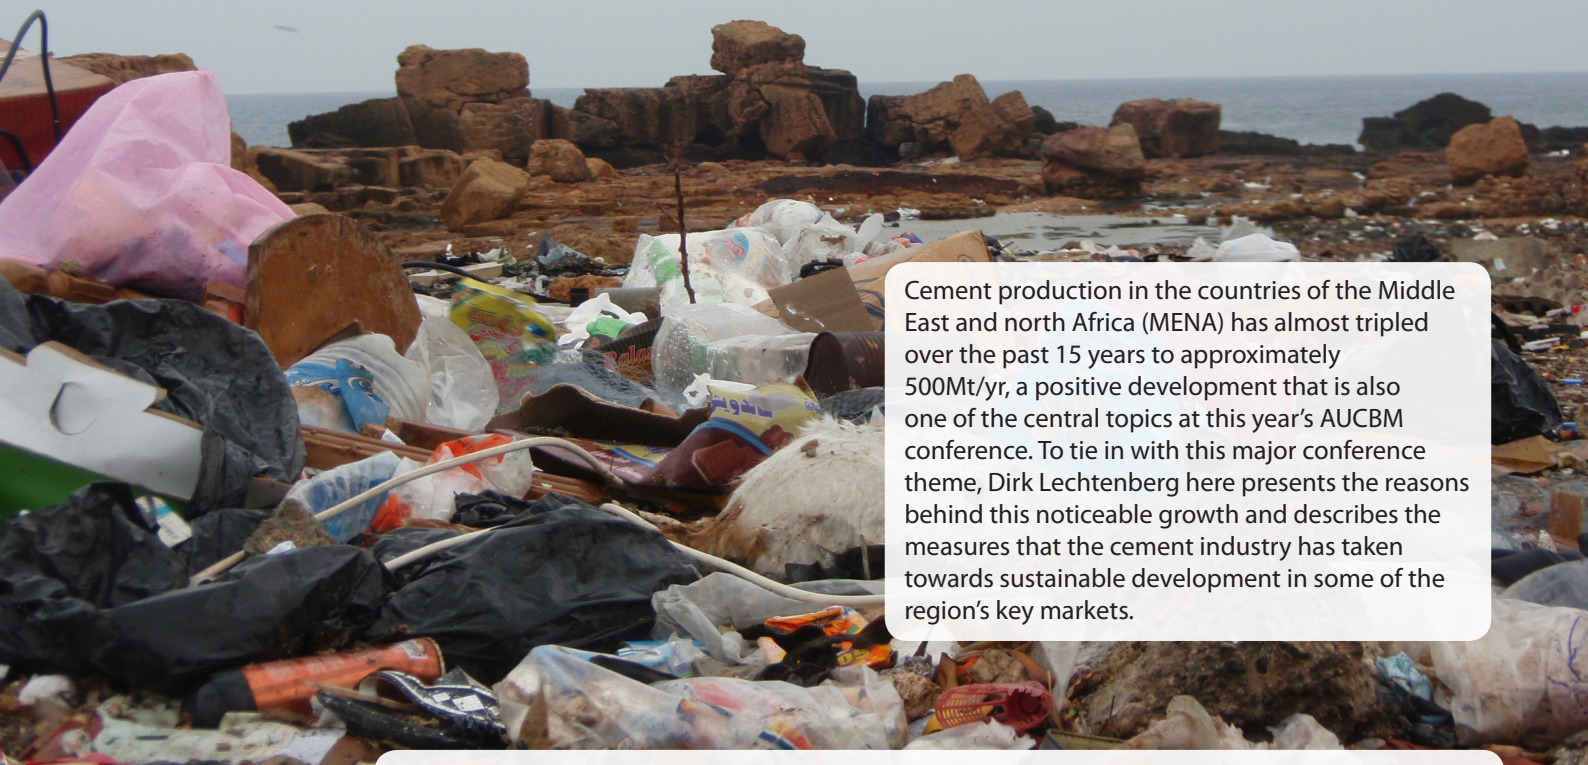 Cement production in the countries of the Middle
East and north Africa (MENA) has almost tripled
over the past 15 years to approximately
500Mt/yr, a positive development that is also
one of the central topics at this year’s AUCBM
conference. To tie in with this major conference
theme, Dirk Lechtenberg here presents the reasons
behind this noticeable growth and describes the
measures that the cement industry has taken
towards sustainable development in some of the
region’s key markets.